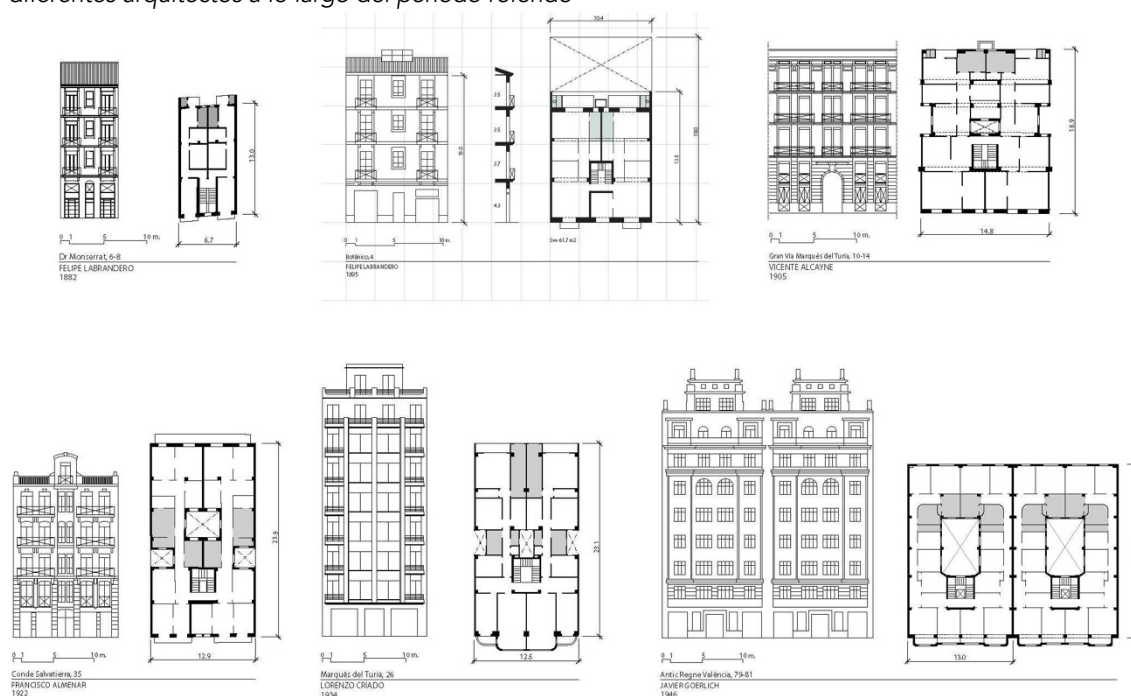 diferentes arquitectos a lo largo del periodo referido
13.0
6.7
0 1 5 10 m.
Dr Monserrat, 6-8
FELIPE LABRANDERO
1882
10.4
19.0
13.5
16.0
3.5
3.5
3.7
4.3
0 1 5 10 m.
Botánico, 4
FELIPE LABRANDERO
1895
18.9
14.8
0 1 5 10 m.
Gran Vía Marqués del Turia, 10-14
VICENTE ALCAYNE
1905
23.9
12.9
0 1 5 10 m.
Conde Salvatierra, 35
FRANCISCO ALMENAR
1922
23.1
12.5
0 1 5 10 m.
Marqués del Turia, 26
LORENZO CRIADO
1934
13.0
0 1 5 10 m.
Antic Regne València, 79-81
JAVIER GOERLICH
1946